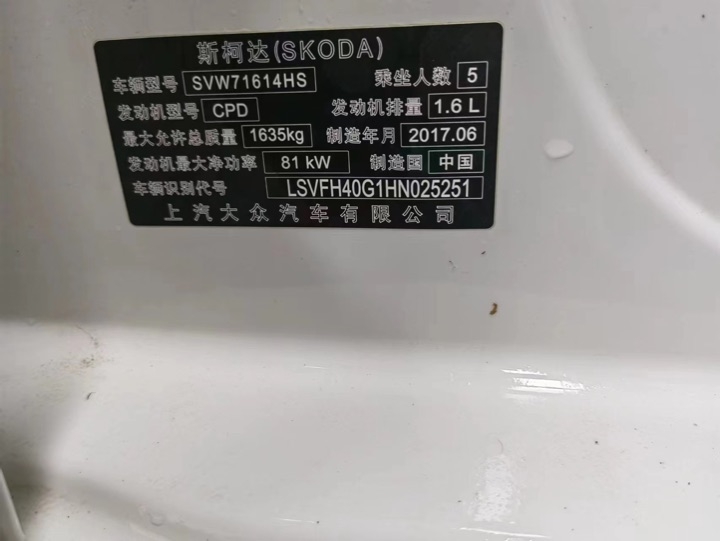 斯柯达(SKODA)
车辆型号 SVW71614HS 乘坐人数 5
发动机型号 CPD 发动机排量 1.6 L
最大允许总质量 1635kg 制造年月 2017.06
发动机最大净功率 81 kW 制造国 中国
车辆识别代号 LSVFH40G1HN025251
上汽大众汽车有限公司